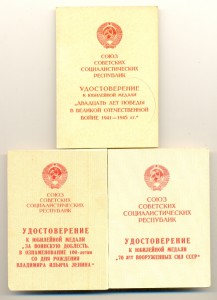 СОЮЗ
СОВЕТСКИХ
СОЦИАЛИСТИЧЕСКИХ
РЕСПУБЛИК
УДОСТОВЕРЕНИЕ
К ЮБИЛЕЙНОЙ МЕДАЛИ
„ДВАДЦАТЬ ЛЕТ ПОБЕДЫ
В ВЕЛИКОЙ ОТЕЧЕСТВЕННОЙ
ВОЙНЕ 1941—1945 гг.“
СОЮЗ
СОВЕТСКИХ
СОЦИАЛИСТИЧЕСКИХ
РЕСПУБЛИК
УДОСТОВЕРЕНИЕ
К ЮБИЛЕЙНОЙ МЕДАЛИ
„ЗА ВОИНСКУЮ ДОБЛЕСТЬ.
В ОЗНАМЕНОВАНИЕ 100-летия
СО ДНЯ РОЖДЕНИЯ
ВЛАДИМИРА ИЛЬИЧА ЛЕНИНА“
СОЮЗ
СОВЕТСКИХ
СОЦИАЛИСТИЧЕСКИХ
РЕСПУБЛИК
УДОСТОВЕРЕНИЕ
К ЮБИЛЕЙНОЙ МЕДАЛИ
„70 ЛЕТ ВООРУЖЕННЫХ СИЛ СССР“